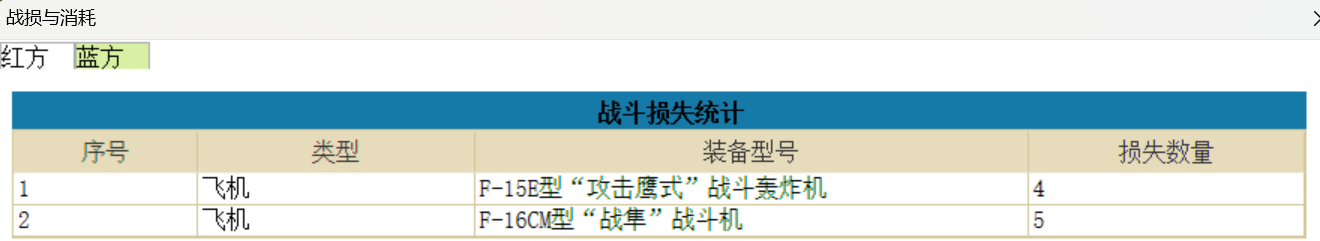 战损与消耗
红方 蓝方
战斗损失统计
序号 类型 装备型号 损失数量
1 飞机 F-15E型“攻击鹰式”战斗轰炸机 4
2 飞机 F-16CM型“战隼”战斗机 5